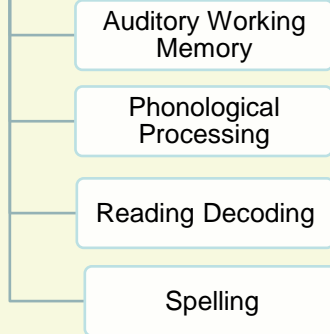 Auditory Working
Memory
Phonological
Processing
Reading Decoding
Spelling